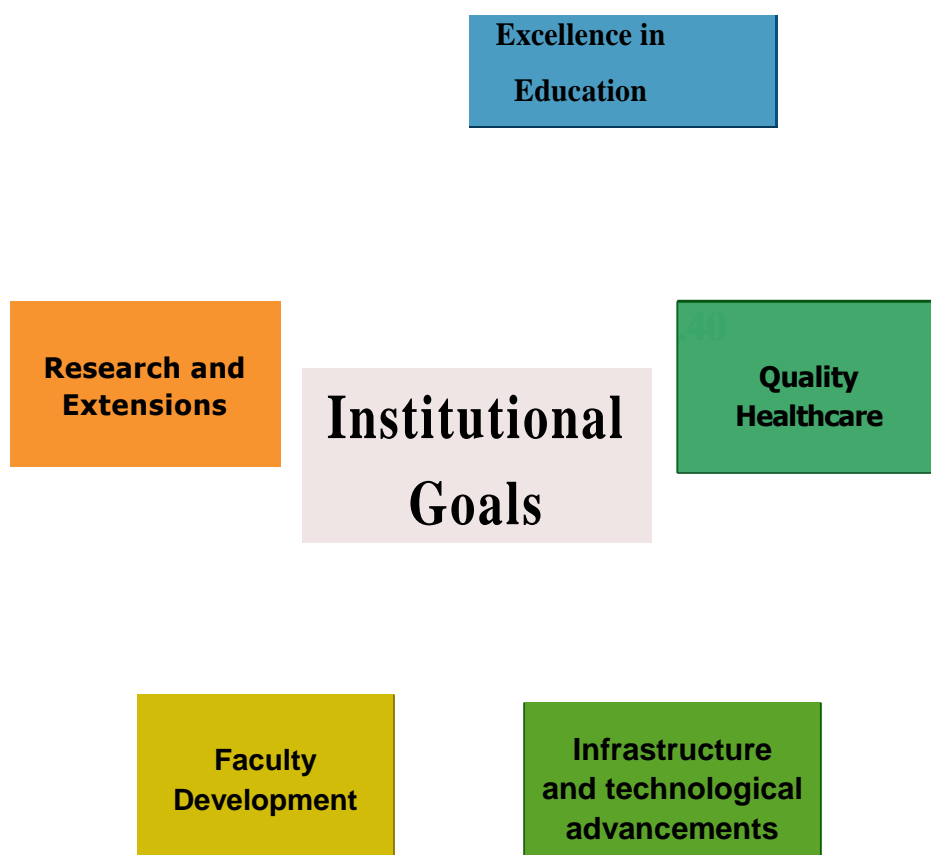 Excellence in
Education
Research and
Extensions
.40
Quality
Healthcare
Institutional
Goals
Faculty
Development
Infrastructure
and technological
advancements